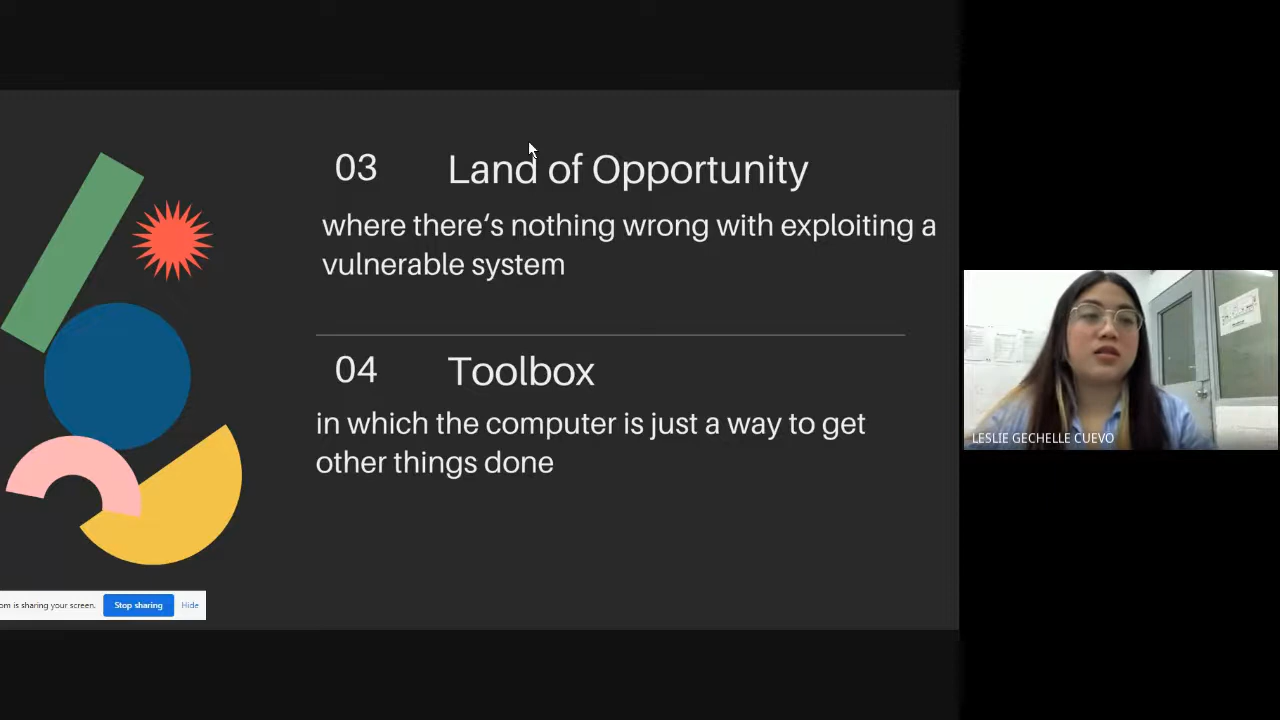 03 Land of Opportunity
where there‘s nothing wrong with exploiting a
vulnerable system
04 Toolbox
in which the computer is just a way to get
other things done
om is sharing your screen. Stop sharing Hide
LESLIE GECHELLE CUEVO